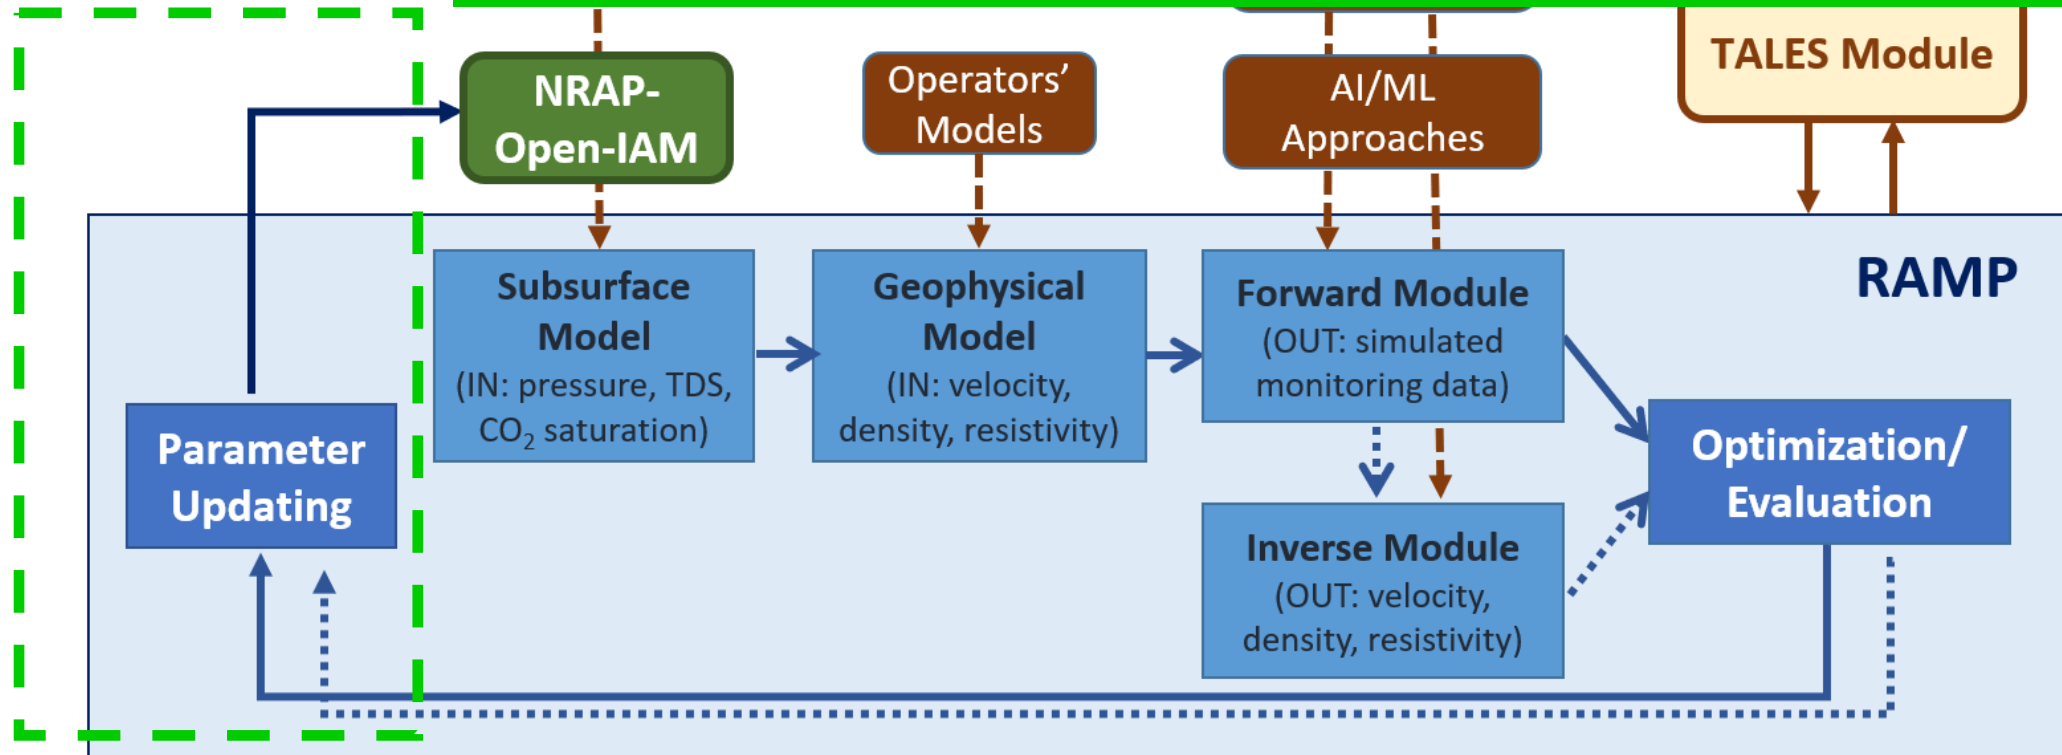 NRAP-
Open-IAM
Operators’
Models
AI/ML
Approaches
TALES Module
RAMP
Subsurface
Model
(IN: pressure, TDS,
CO₂ saturation)
Geophysical
Model
(IN: velocity,
density, resistivity)
Forward Module
(OUT: simulated
monitoring data)
Parameter
Updating
Optimization/
Evaluation
Inverse Module
(OUT: velocity,
density, resistivity)